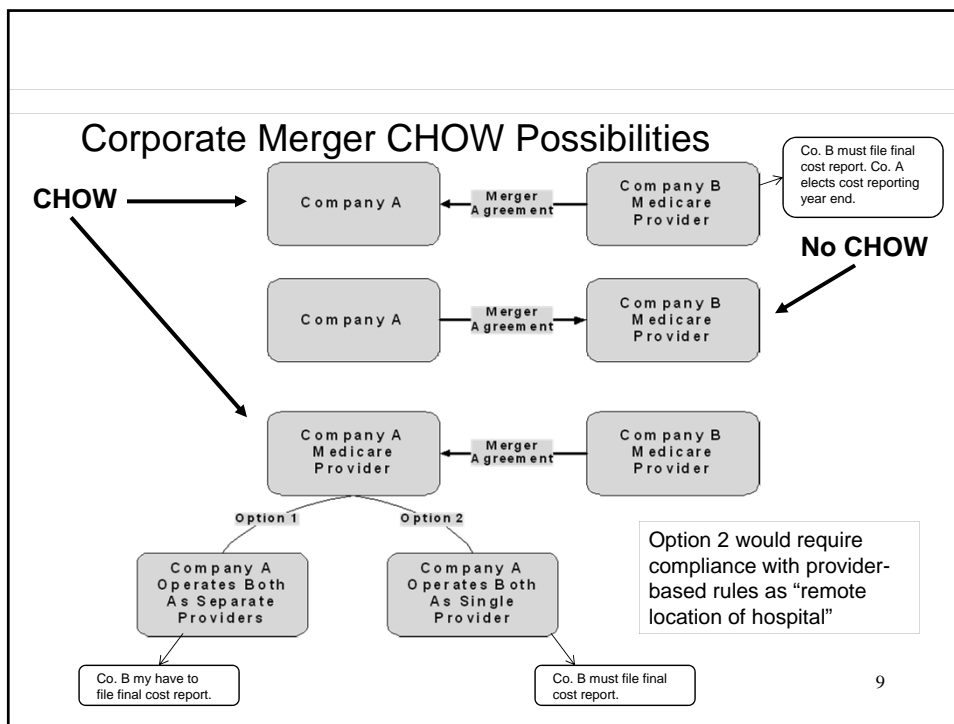 Corporate Merger CHOW Possibilities
Co. B must file final
cost report. Co. A
elects cost reporting
year end.
CHOW
Company A
Merger
Agreement
Company B
Medicare
Provider
No CHOW
Company A
Merger
Agreement
Company B
Medicare
Provider
Company A
Medicare
Provider
Merger
Agreement
Company B
Medicare
Provider
Option 1
Option 2
Company A
Operates Both
As Separate
Providers
Company A
Operates Both
As Single
Provider
Option 2 would require
compliance with provider-
based rules as “remote
location of hospital”
Co. B my have to
file final cost report.
Co. B must file final
cost report.
9